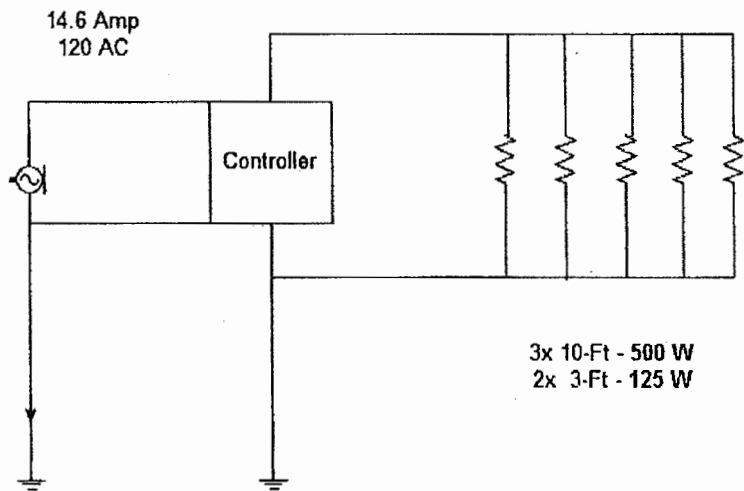 14.6 Amp
120 AC
Controller
3x 10-Ft - 500 W
2x 3-Ft - 125 W